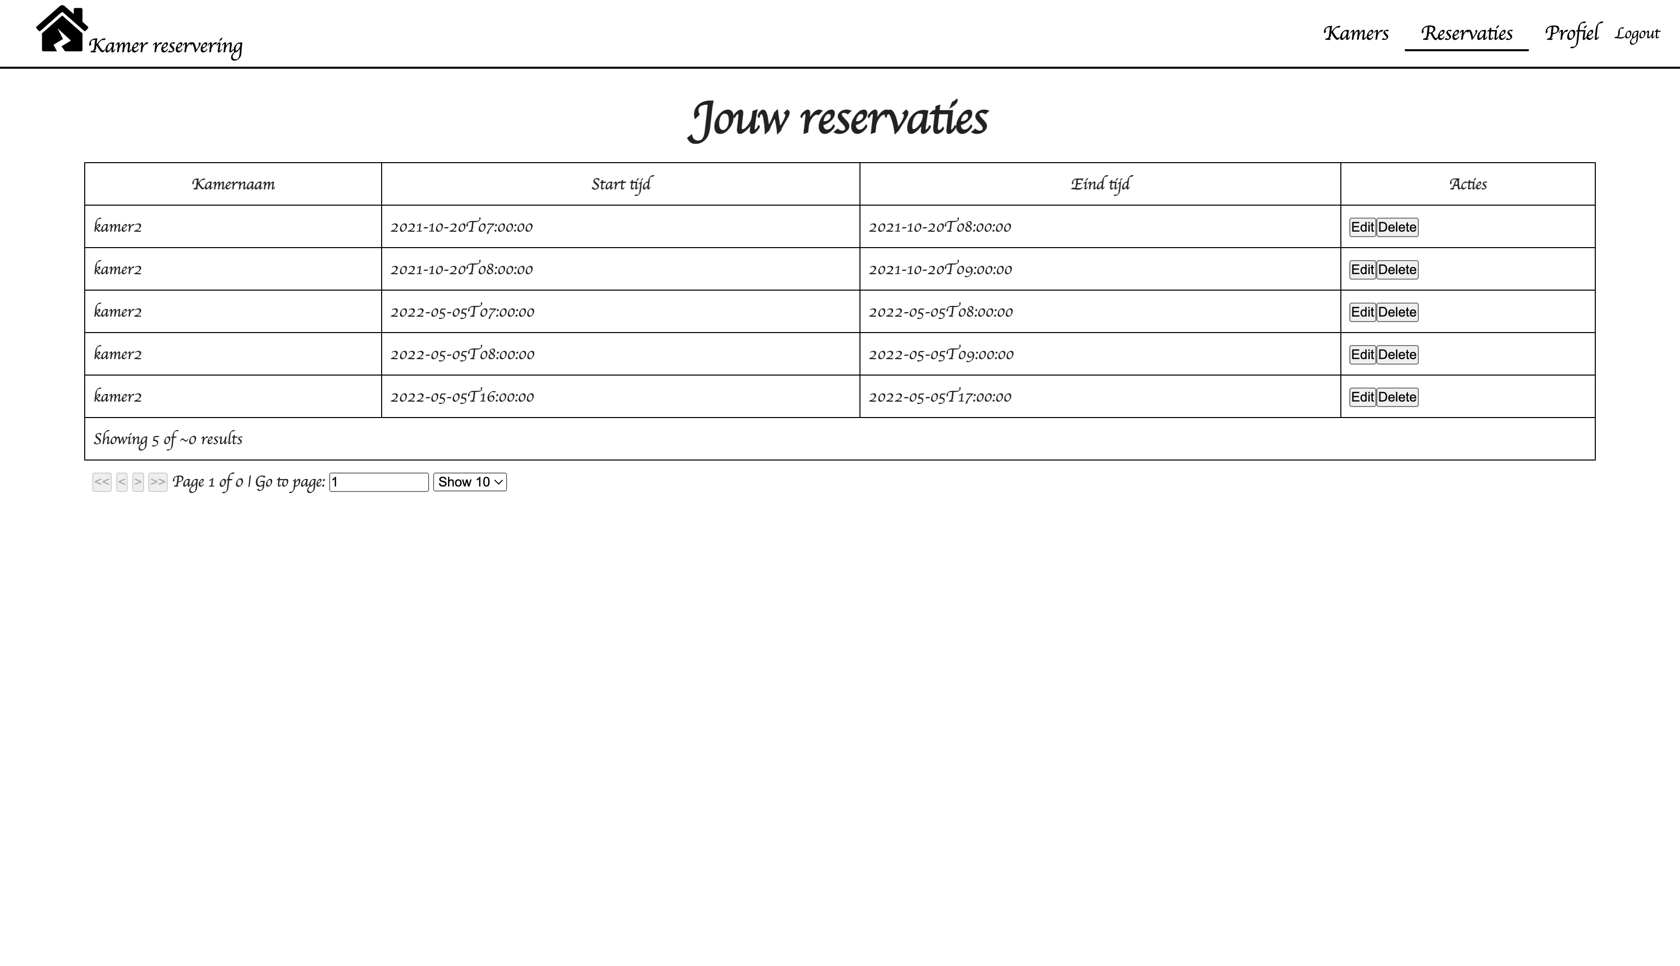 Kamer reservering
Kamers Reservaties Profiel Logout
Jouw reservaties
Kamernaam Start tijd Eind tijd Acties
kamer2 2021-10-20T07:00:00 2021-10-20T08:00:00 Edit Delete
kamer2 2021-10-20T08:00:00 2021-10-20T09:00:00 Edit Delete
kamer2 2022-05-05T07:00:00 2022-05-05T08:00:00 Edit Delete
kamer2 2022-05-05T08:00:00 2022-05-05T09:00:00 Edit Delete
kamer2 2022-05-05T16:00:00 2022-05-05T17:00:00 Edit Delete
Showing 5 of ~0 results
<< < > >> Page 1 of 0 | Go to page: 1 Show 10